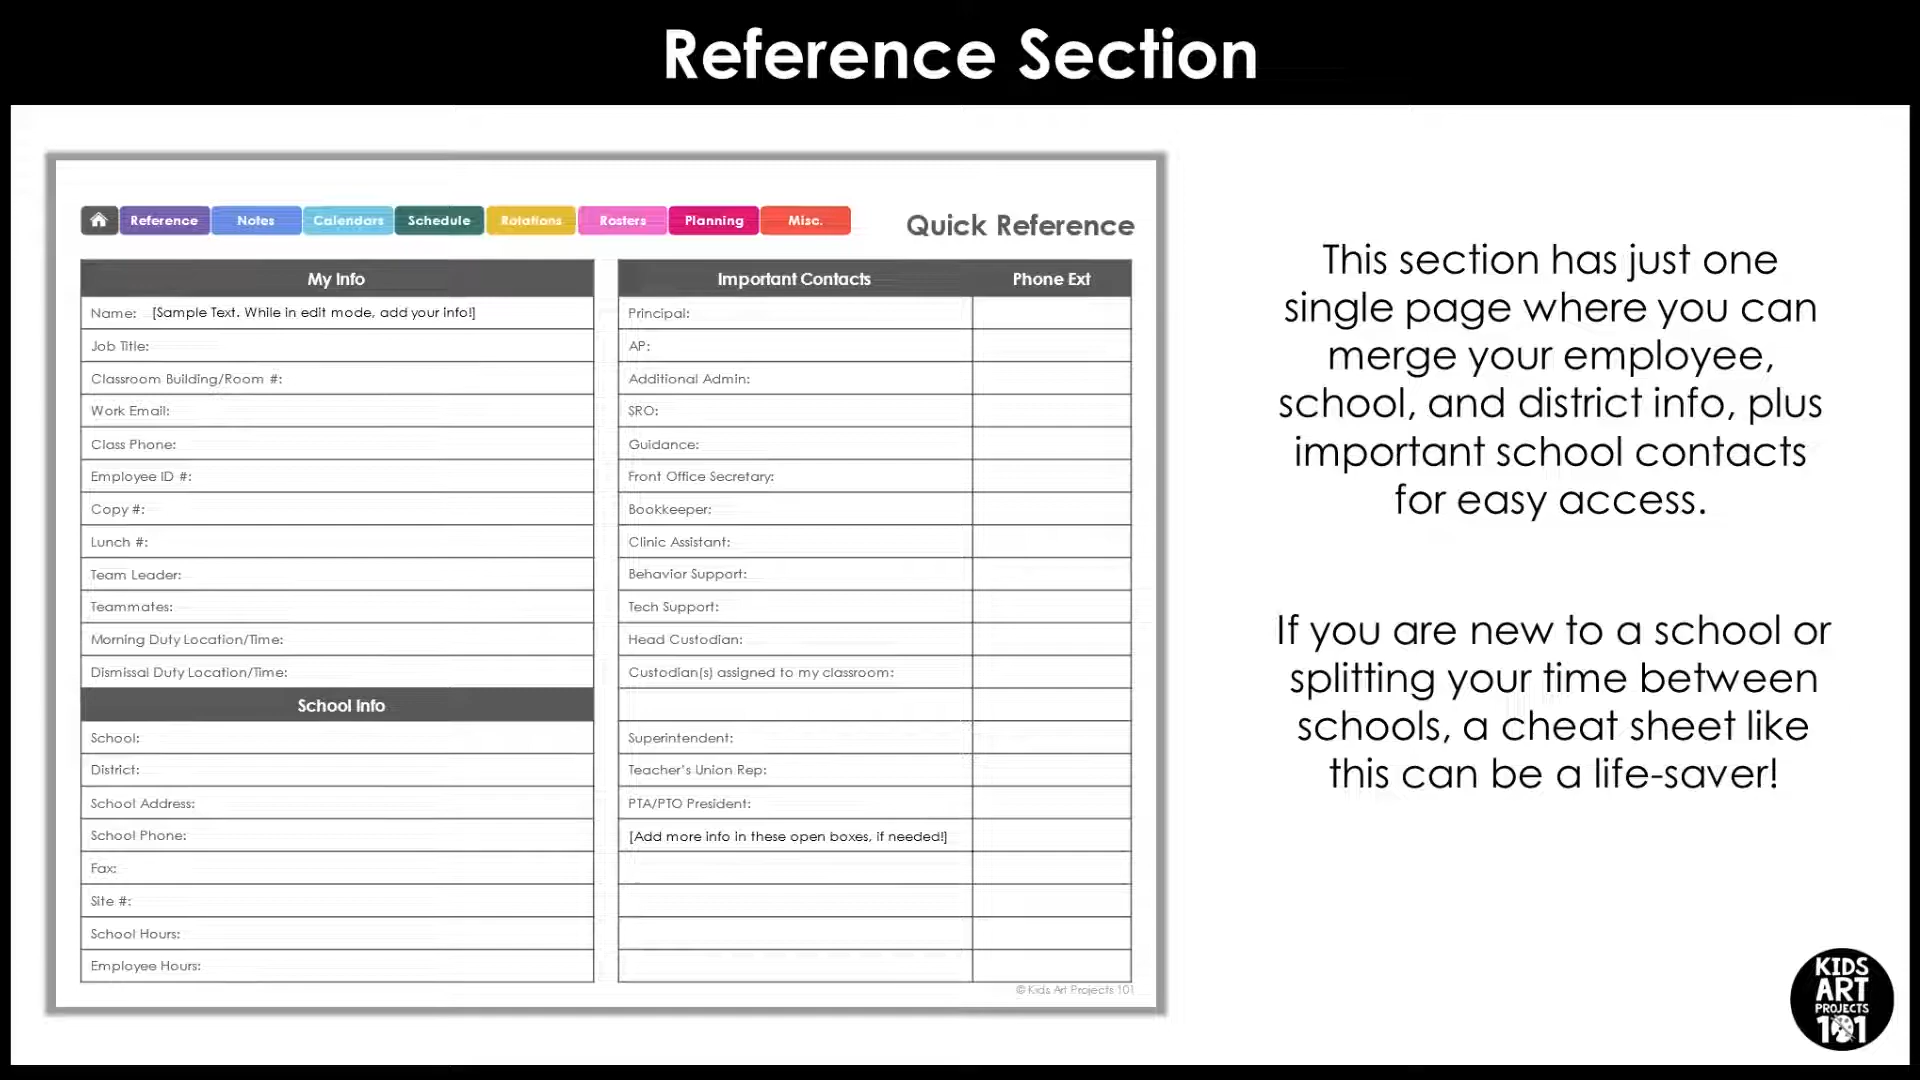 Reference Section
Reference
Notes
Calendars
Schedule
Rotations
Rosters
Planning
Misc.
Quick Reference
My Info
Name: [Sample Text. While in edit mode, add your info!]
Job Title:
Classroom Building/Room #:
Work Email:
Class Phone:
Employee ID #:
Copy #:
Lunch #:
Team Leader:
Teammates:
Morning Duty Location/Time:
Dismissal Duty Location/Time:
School Info
School:
District:
School Address:
School Phone:
Fax:
Site #:
School Hours:
Employee Hours:
Important Contacts
Phone Ext
Principal:
AP:
Additional Admin:
SRO:
Guidance:
Front Office Secretary:
Bookkeeper:
Clinic Assistant:
Behavior Support:
Tech Support:
Head Custodian:
Custodian(s) assigned to my classroom:
Superintendent:
Teacher's Union Rep:
PTA/PTO President:
[Add more info in these open boxes, if needed!]
© Kids Art Projects 101
This section has just one
single page where you can
merge your employee,
school, and district info, plus
important school contacts
for easy access.
If you are new to a school or
splitting your time between
schools, a cheat sheet like
this can be a life-saver!
KIDS
ART
PROJECTS
101